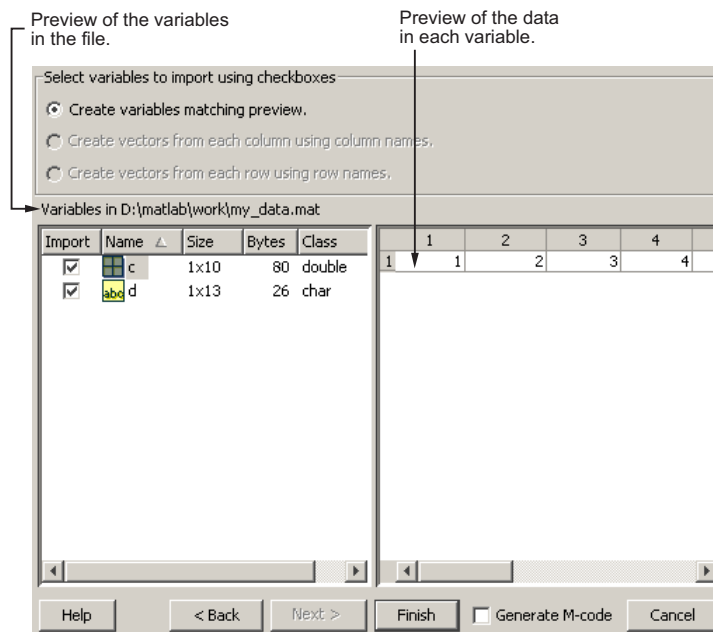 Preview of the variables
in the file.
Preview of the data
in each variable.
Select variables to import using checkboxes
Create variables matching preview.
Create vectors from each column using column names.
Create vectors from each row using row names.
Variables in D:\matlab\work\my_data.mat
Import Name Size Bytes Class
c 1x10 80 double
abc d 1x13 26 char
1 2 3 4
1 1 2 3 4
Help < Back Next > Finish Generate M-code Cancel